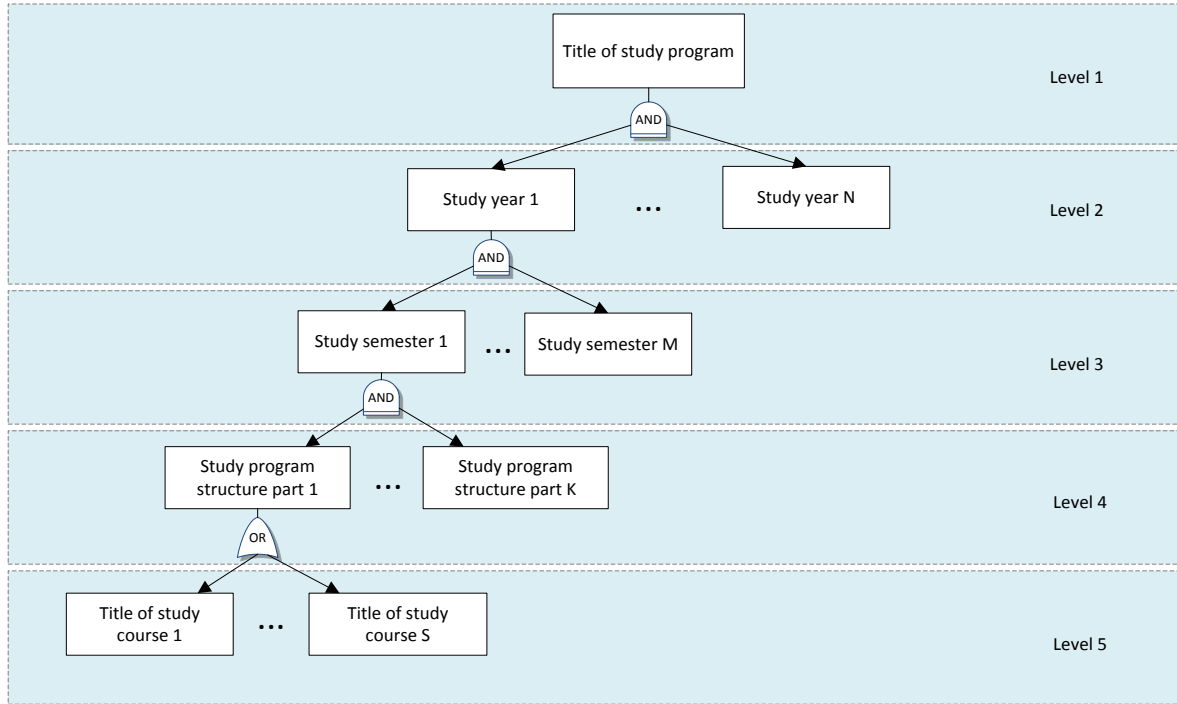 Title of study program
Level 1
AND
Study year 1
...
Study year N
Level 2
AND
Study semester 1
...
Study semester M
Level 3
AND
Study program
structure part 1
...
Study program
structure part K
Level 4
OR
Title of study
course 1
...
Title of study
course S
Level 5